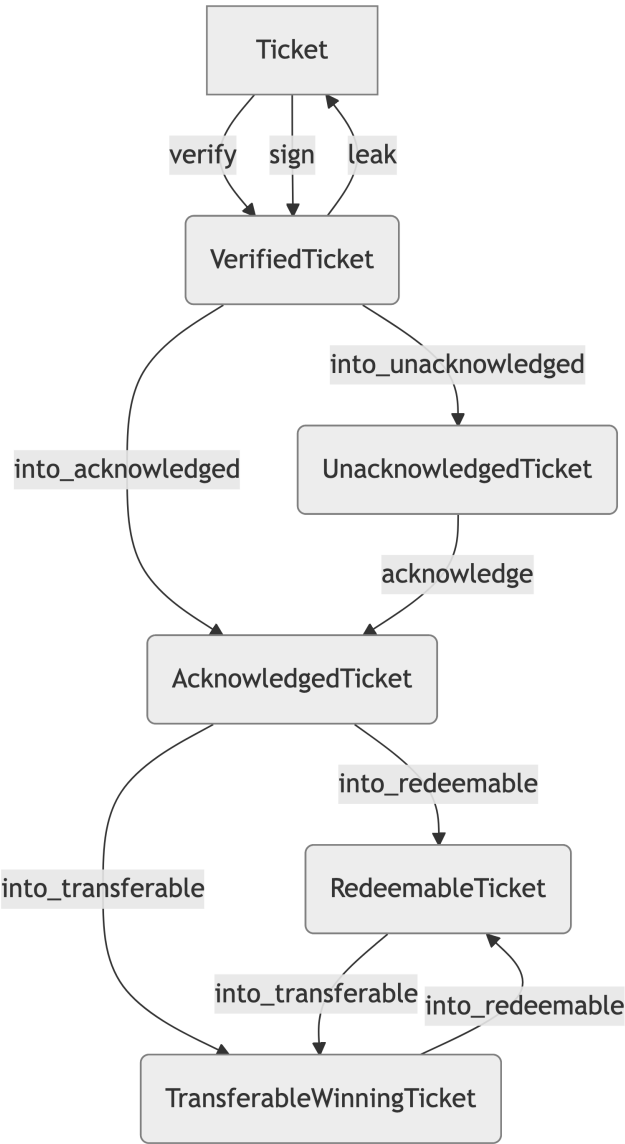 Ticket
verify
sign
leak
VerifiedTicket
into_unacknowledged
into_acknowledged
UnacknowledgedTicket
acknowledge
AcknowledgedTicket
into_redeemable
into_transferable
RedeemableTicket
into_transferable
into_redeemable
TransferableWinningTicket